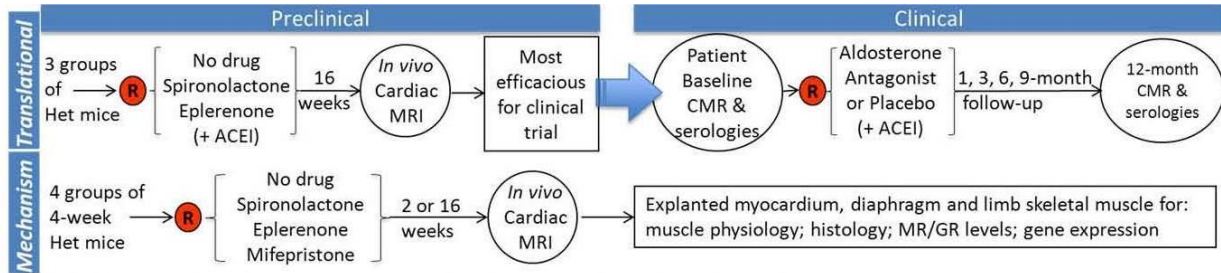 Preclinical
Clinical
Translational
3 groups
of
Het mice
R
No drug
Spironolactone
Eplerenone
(+ ACEI)
16
weeks
In vivo
Cardiac
MRI
Most
efficacious
for clinical
trial
Patient
Baseline
CMR &
serologies
R
Aldosterone
Antagonist
or Placebo
(+ ACEI)
1, 3, 6, 9-month
follow-up
12-month
CMR &
serologies
Mechanism
4 groups of
4-week
Het mice
R
No drug
Spironolactone
Eplerenone
Mifepristone
2 or 16
weeks
In vivo
Cardiac
MRI
Explanted myocardium, diaphragm and limb skeletal muscle for:
muscle physiology; histology; MR/GR levels; gene expression